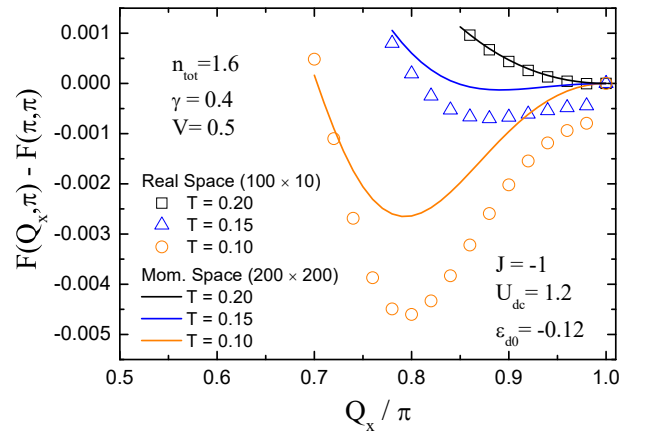 0.001
0.000
-0.001
-0.002
-0.003
-0.004
-0.005
F(Q_x,π) - F(π,π)
n_tot=1.6
γ = 0.4
V= 0.5
Real Space (100 × 10)
T = 0.20
T = 0.15
T = 0.10
Mom. Space (200 × 200)
T = 0.20
T = 0.15
T = 0.10
J = -1
U_dc = 1.2
ε_d0 = -0.12
0.5 0.6 0.7 0.8 0.9 1.0
Q_x / π